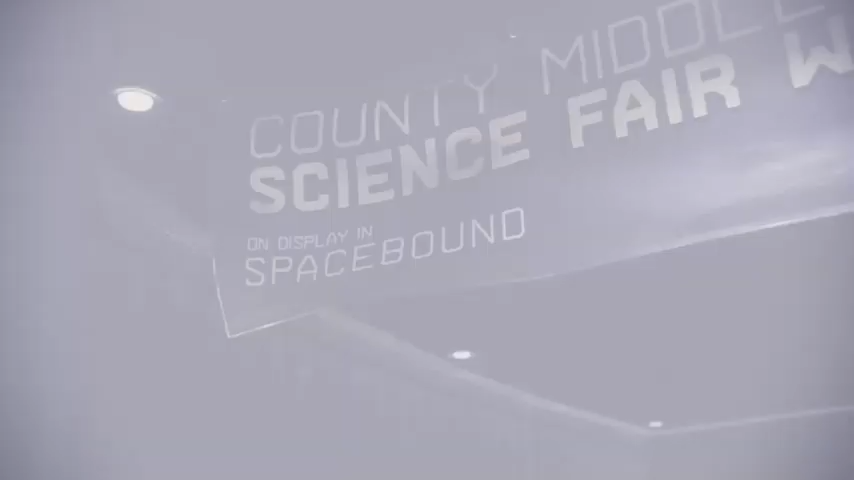 COUNTY MIDDLE
SCIENCE FAIR W
ON DISPLAY IN
SPACEBOUND